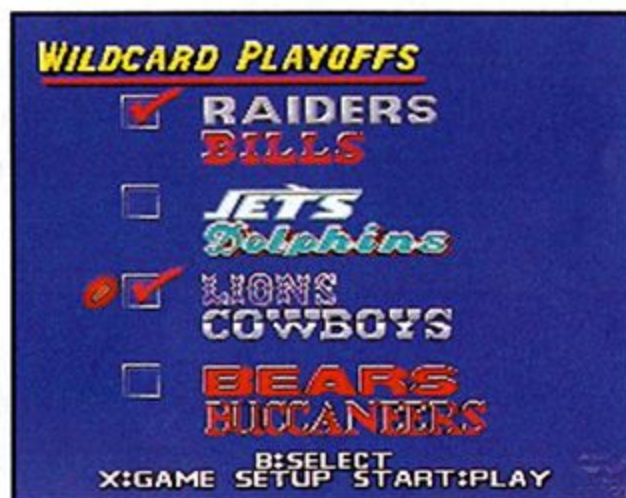 WILDCARD PLAYOFFS
RAIDERS
BILLS
JETS
Dolphins
LIONS
COWBOYS
BEARS
BUCCANEERS
B:SELECT
X:GAME SETUP START:PLAY